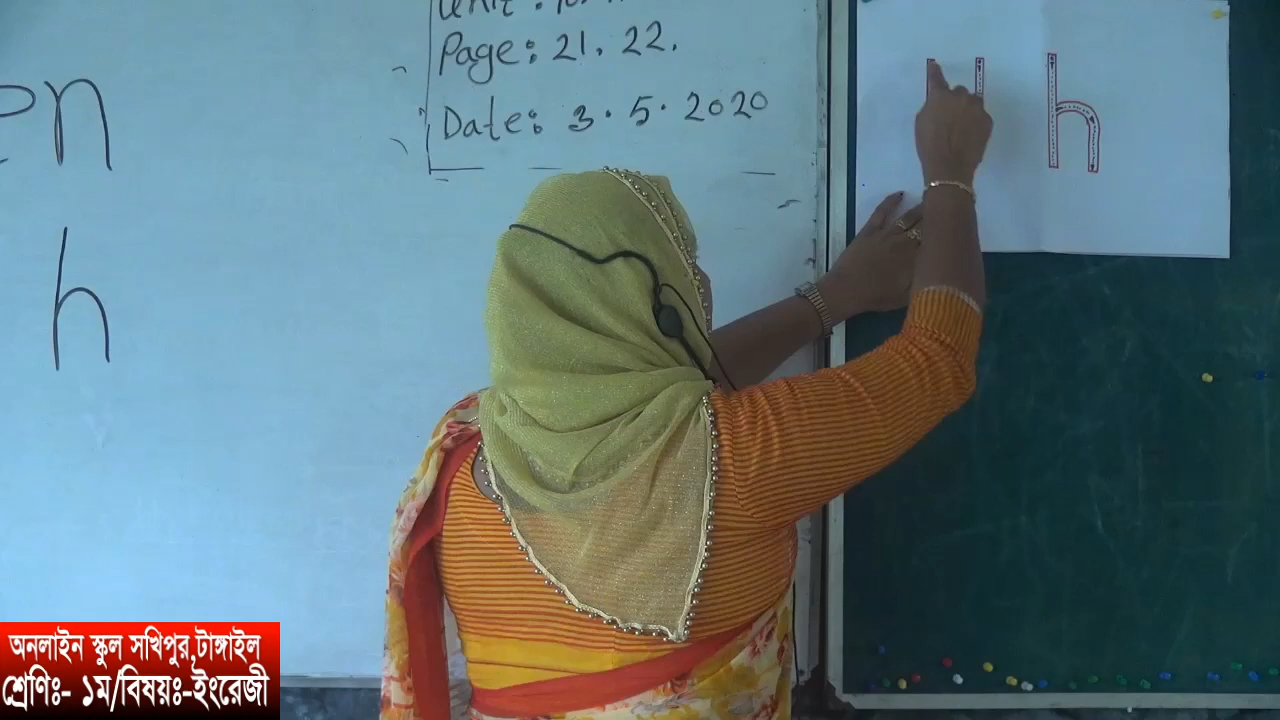 en
h
Page: 21. 22.
Date: 3. 5. 2020
h
অনলাইন স্কুল সখিপুর,টাঙ্গাইল
শ্রেণিঃ- ১ম/বিষয়ঃ-ইংরেজী